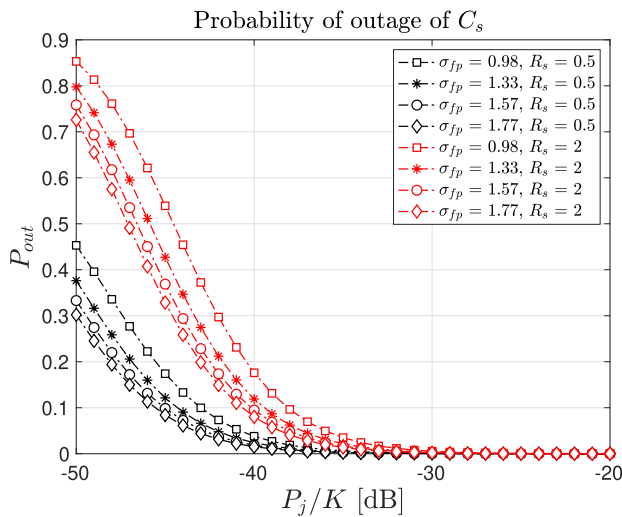 Probability of outage of C_s
0.9
0.8
0.7
0.6
0.5
0.4
0.3
0.2
0.1
0
P_out
σ_fp = 0.98, R_s = 0.5
σ_fp = 1.33, R_s = 0.5
σ_fp = 1.57, R_s = 0.5
σ_fp = 1.77, R_s = 0.5
σ_fp = 0.98, R_s = 2
σ_fp = 1.33, R_s = 2
σ_fp = 1.57, R_s = 2
σ_fp = 1.77, R_s = 2
-50 -40 -30 -20
P_j/K [dB]